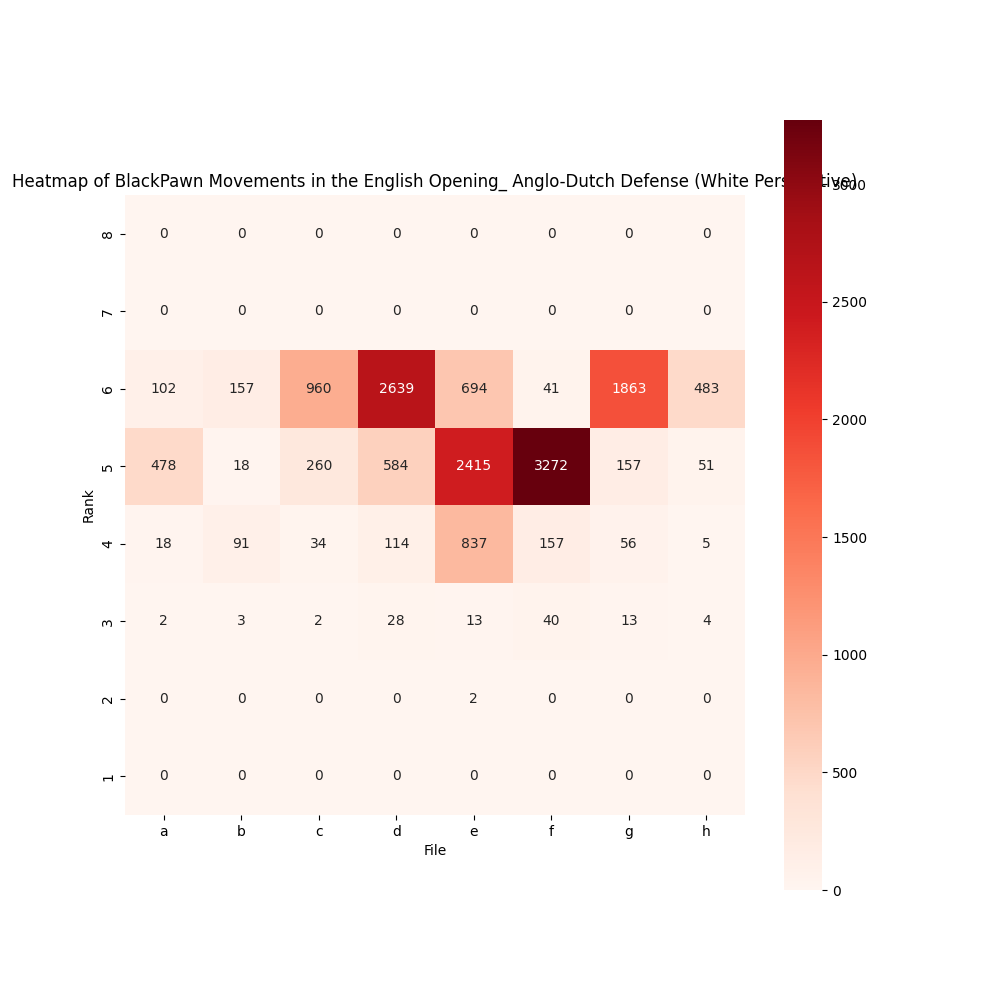 Heatmap of BlackPawn Movements in the English Opening_ Anglo-Dutch Defense (White Perspective)
3000
8 0 0 0 0 0 0 0 0
7 0 0 0 0 0 0 0 0
2500
6 102 157 960 2639 694 41 1863 483
2000
5 478 18 260 584 2415 3272 157 51
Rank
4 18 91 34 114 837 157 56 5
1500
3 2 3 2 28 13 40 13 4
1000
2 0 0 0 0 2 0 0 0
500
1 0 0 0 0 0 0 0 0
a b c d e f g h
File
0